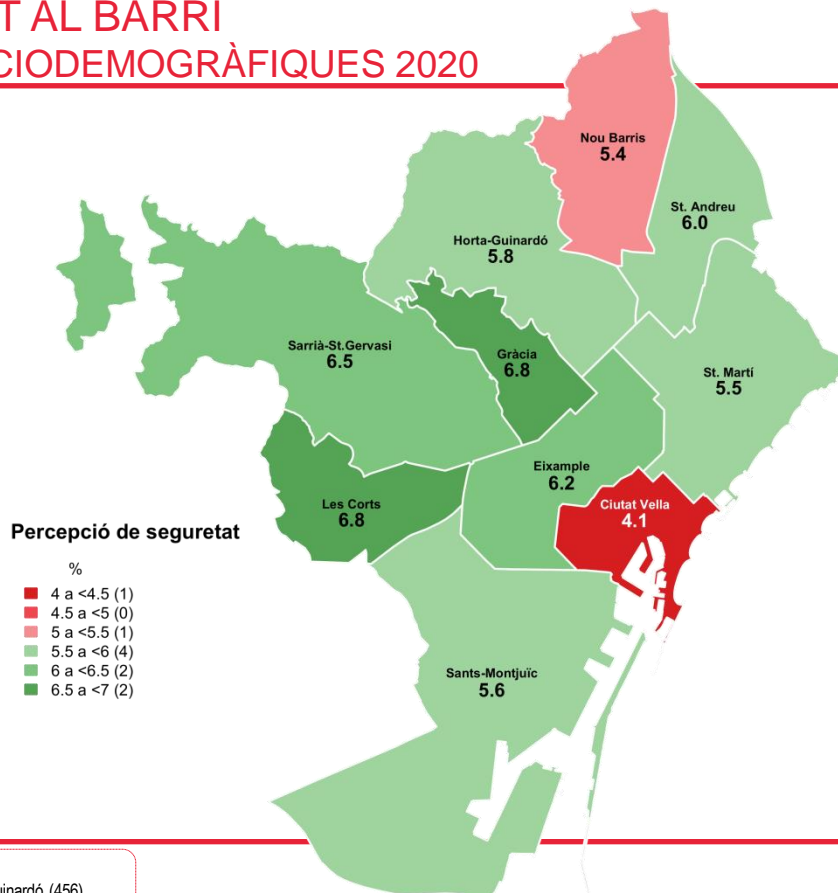 T AL BARRI
CIODEMOGRÀFIQUES 2020
Nou Barris
5.4
St. Andreu
6.0
Horta-Guinardó
5.8
Sarrià-St.Gervasi
6.5
Gràcia
6.8
St. Martí
5.5
Eixample
6.2
Les Corts
6.8
Ciutat Vella
4.1
Percepció de seguretat
%
4 a <4.5 (1)
4.5 a <5 (0)
5 a <5.5 (1)
5.5 a <6 (4)
6 a <6.5 (2)
6.5 a <7 (2)
Sants-Montjuïc
5.6
uinardó (456)